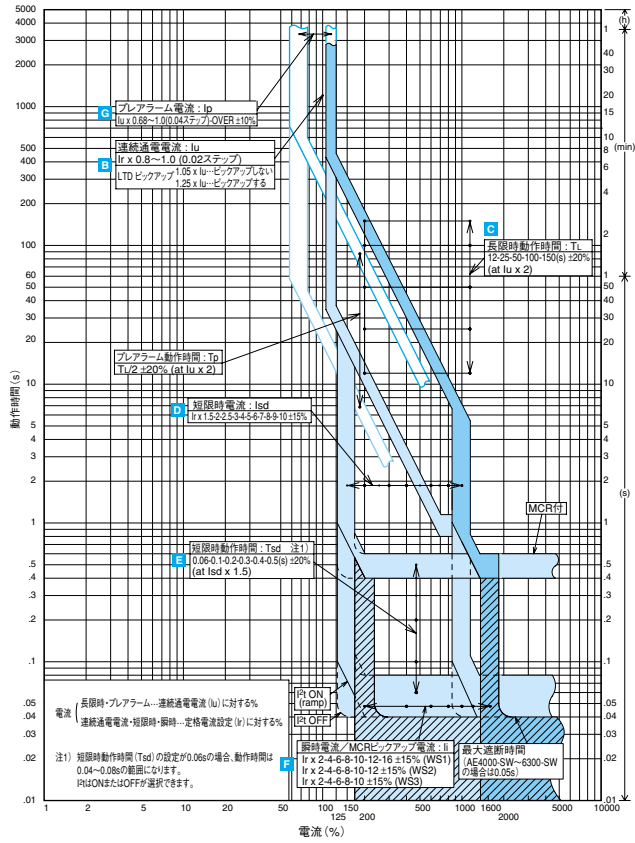 5000
4000
3000
2000
1000
500
400
300
200
100
60
50
40
30
20
10
5
4
3
2
1
.5
.4
.3
.2
.1
.05
.04
.03
.02
.01
動作時間(s)
(h)
1
40
30
20
15
10
8
6
4
2
1
(min)
50
40
30
20
15
10
5
4
3
2
1
(s)
.5
.4
.3
.2
.1
.05
.04
.03
.02
.01
G
プレアラーム電流:Ip
Iu x 0.68~1.0(0.04ステップ)-OVER ±10%
B
連続通電電流:Iu
Ir x 0.8~1.0 (0.02ステップ)
LTD ピックアップ 1.05 x Iu…ピックアップしない
1.25 x Iu…ピックアップする
C
長限時動作時間:TL
12-25-50-100-150(s) ±20%
(at Iu x 2)
プレアラーム動作時間:Tp
TL/2 ±20% (at Iu x 2)
D
短限時電流:Isd
Ir x 1.5-2-2.5-3-4-5-6-7-8-9-10 ±15%
MCR付
E
短限時動作時間:Tsd 注1)
0.06-0.1-0.2-0.3-0.4-0.5(s) ±20%
(at Isd x 1.5)
電流 長限時・プレアラーム…連続通電電流(Iu)に対する%
連続通電電流・短限時・瞬時…定格電流設定(Ir)に対する%
注1) 短限時動作時間(Tsd)の設定が0.06sの場合、動作時間は
0.04~0.08sの範囲になります。
I²tはONまたはOFFが選択できます。
I²t ON
(ramp)
I²t OFF
F
瞬時電流/MCRピックアップ電流:Ii
Ir x 2-4-6-8-10-12-16 ±15% (WS1)
Ir x 2-4-6-8-10-12 ±15% (WS2)
Ir x 2-4-6-8-10 ±15% (WS3)
最大遮断時間
(AE4000-SW~6300-SW
の場合は0.05s)
1 2 5 10 20 50 60 80 100 150 200 300 400 500 600 1000 1500 5000 10000
125 200 2000
電流(%)